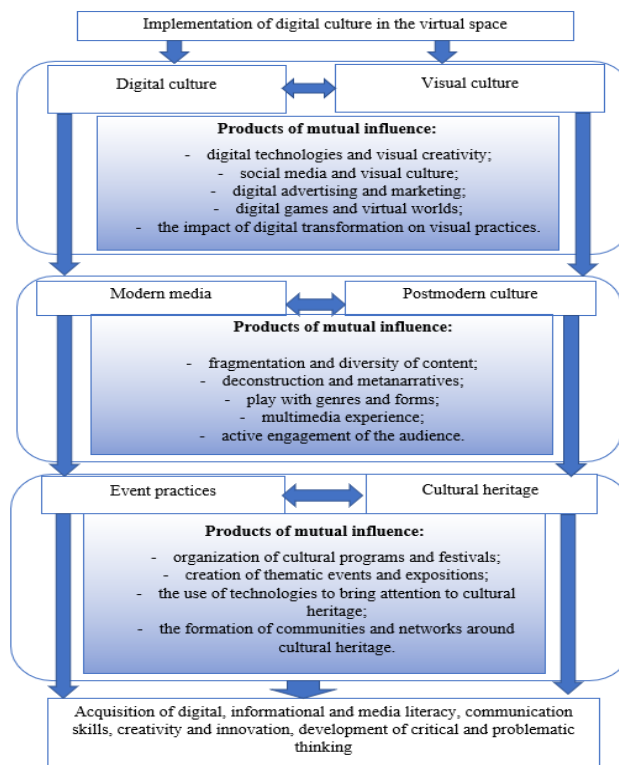 Implementation of digital culture in the virtual space
Digital culture
Visual culture
Products of mutual influence:
- digital technologies and visual creativity;
- social media and visual culture;
- digital advertising and marketing;
- digital games and virtual worlds;
- the impact of digital transformation on visual practices.
Modern media
Postmodern culture
Products of mutual influence:
- fragmentation and diversity of content;
- deconstruction and metanarratives;
- play with genres and forms;
- multimedia experience;
- active engagement of the audience.
Event practices
Cultural heritage
Products of mutual influence:
- organization of cultural programs and festivals;
- creation of thematic events and expositions;
- the use of technologies to bring attention to cultural
heritage;
- the formation of communities and networks around
cultural heritage.
Acquisition of digital, informational and media literacy, communication
skills, creativity and innovation, development of critical and problematic
thinking